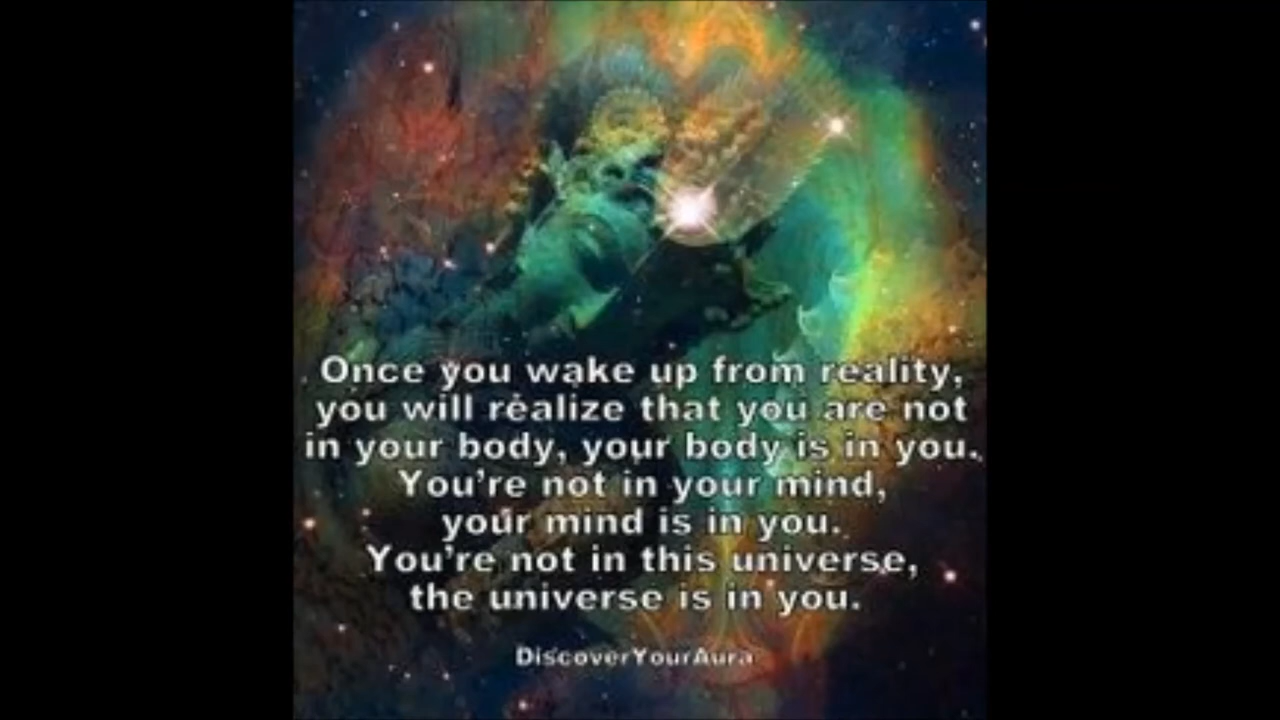 Once you wake up from reality,
you will realize that you are not
in your body, your body is in you.
You're not in your mind,
your mind is in you.
You're not in this universe,
the universe is in you.
DiscoverYourAura